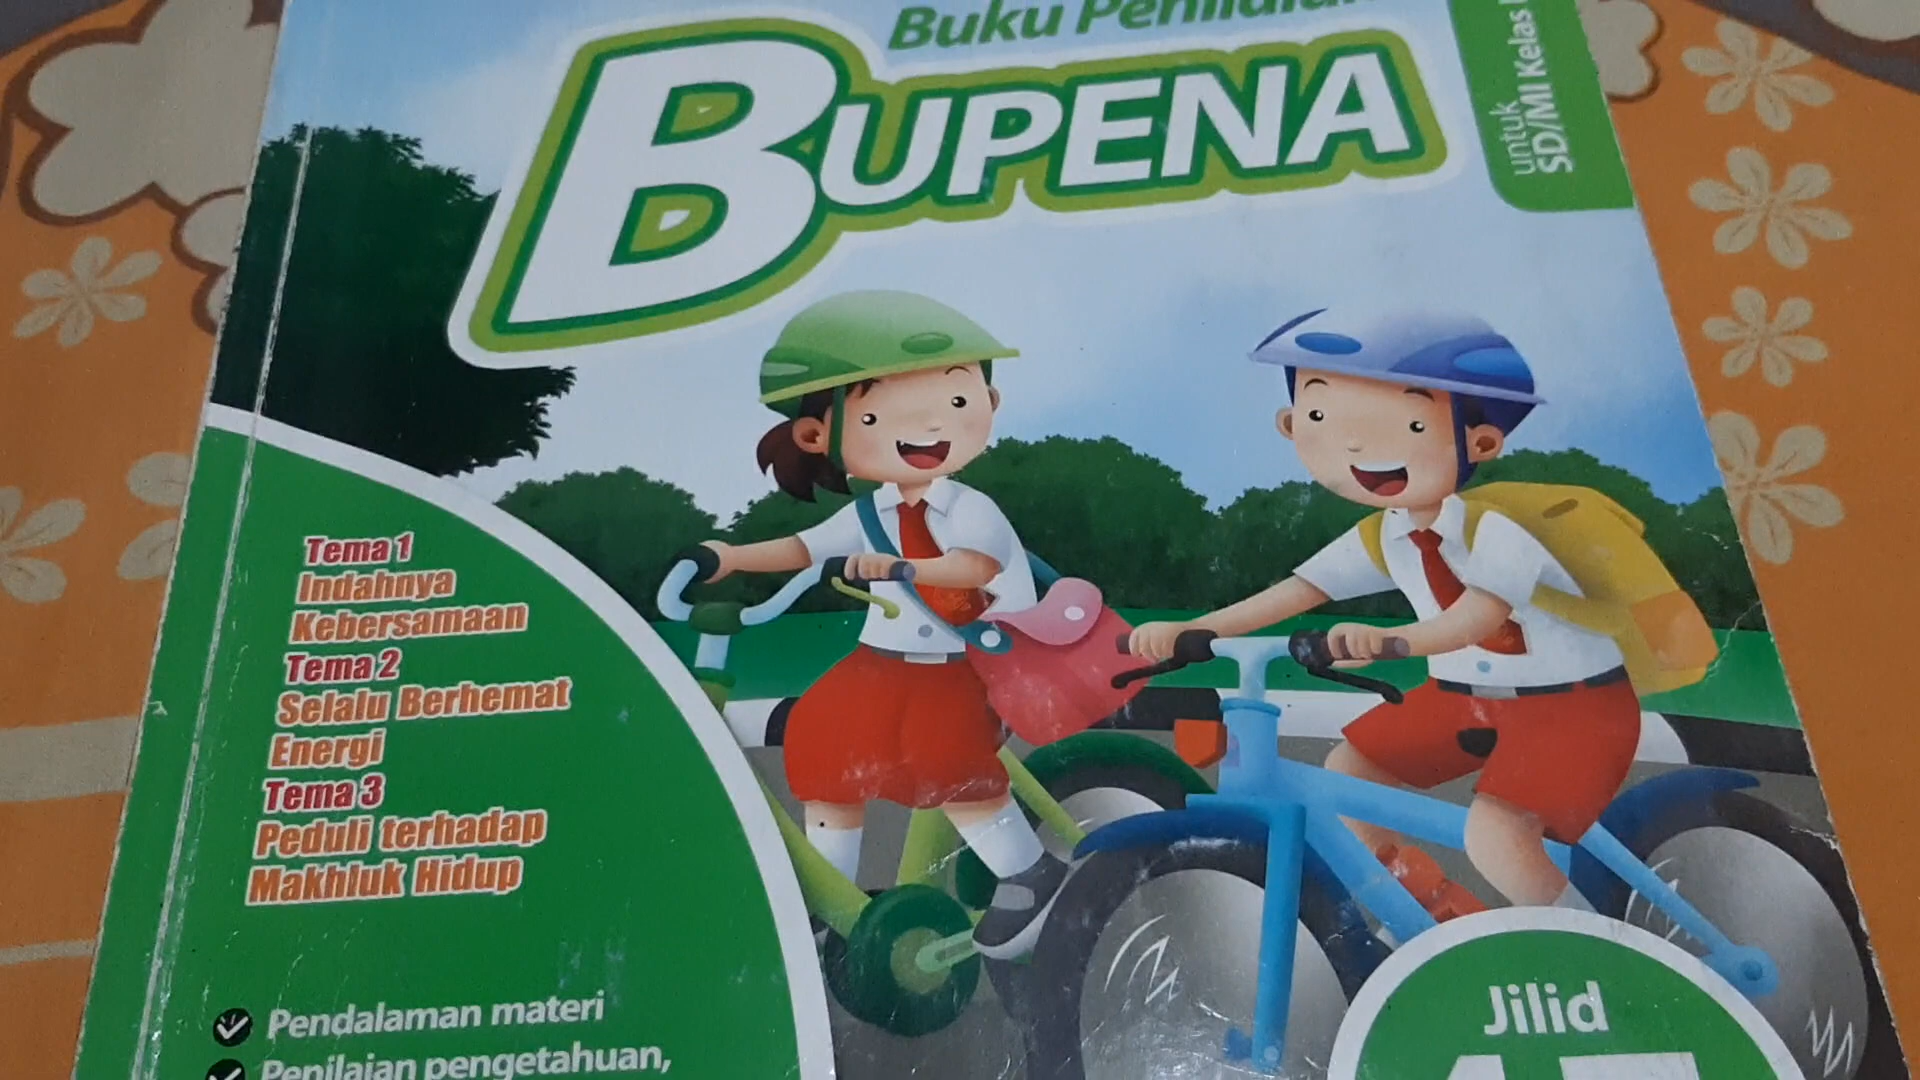 Buku Penilaian
BUPENA
untuk
SD/MI Kelas
Tema 1
Indahnya
Kebersamaan
Tema 2
Selalu Berhemat
Energi
Tema 3
Peduli terhadap
Makhluk Hidup
Pendalaman materi
Penilaian pengetahuan,
Jilid